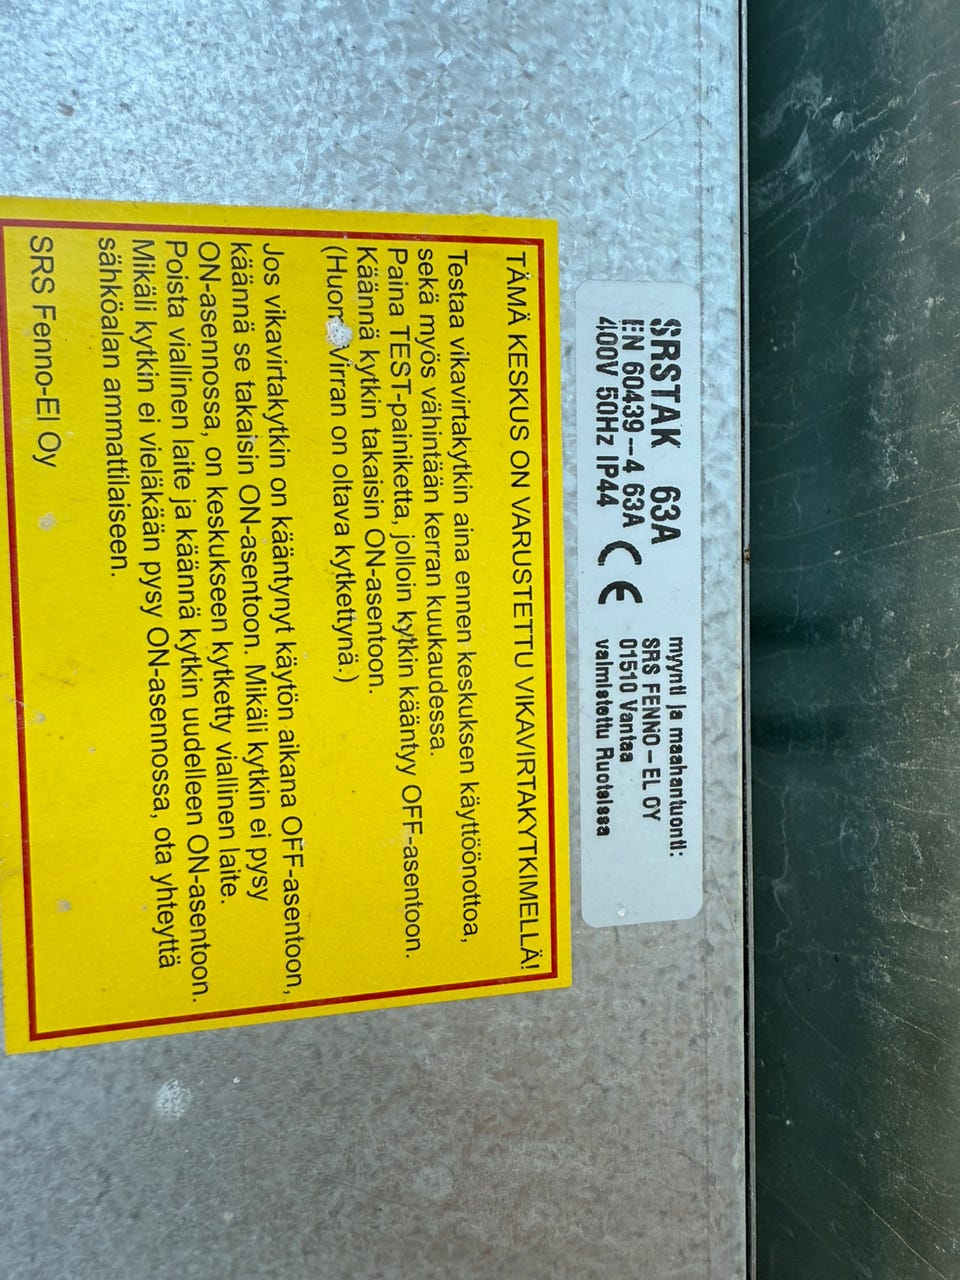 SRSTAK 63A
EN 60439--4 63A
400V 50Hz IP44
CE
myynti ja maahantuonti:
SRS FENNO-EL OY
01510 Vantaa
valmistettu Ruotsissa
TÄMÄ KESKUS ON VARUSTETTU VIKAVIRTAKYTKIMELLÄ!
Testaa vikavirtakytkin aina ennen keskuksen käyttöönottoa,
sekä myös vähintään kerran kuukaudessa.
Paina TEST-painiketta, jolloin kytkin kääntyy OFF-asentoon.
Käännä kytkin takaisin ON-asentoon.
(Huom. Virran on oltava kytkettynä.)
Jos vikavirtakytkin on kääntynyt käytön aikana OFF-asentoon,
käännä se takaisin ON-asentoon. Mikäli kytkin ei pysy
ON-asennossa, on keskukseen kytketty viallinen laite.
Poista viallinen laite ja käännä kytkin uudelleen ON-asentoon.
Mikäli kytkin ei vieläkään pysy ON-asennossa, ota yhteyttä
sähköalan ammattilaiseen.
SRS Fenno-El Oy